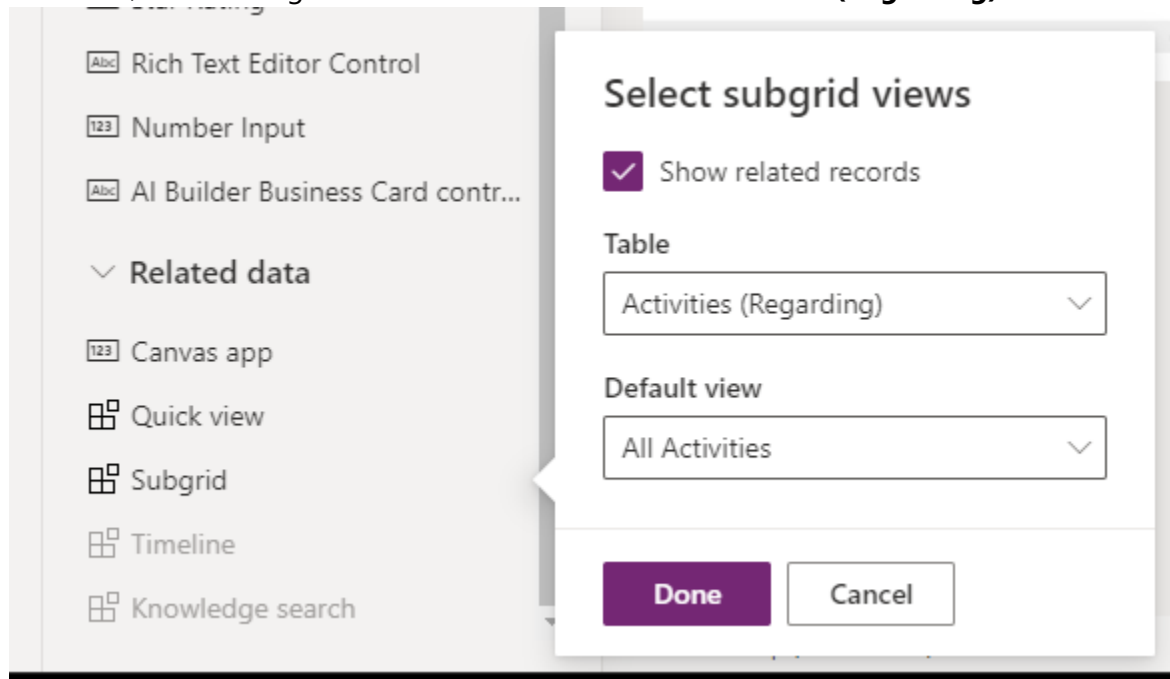 Rich Text Editor Control
Number Input
AI Builder Business Card contr...
Related data
Canvas app
Quick view
Subgrid
Timeline
Knowledge search
Select subgrid views
Show related records
Table
Activities (Regarding)
Default view
All Activities
Done
Cancel